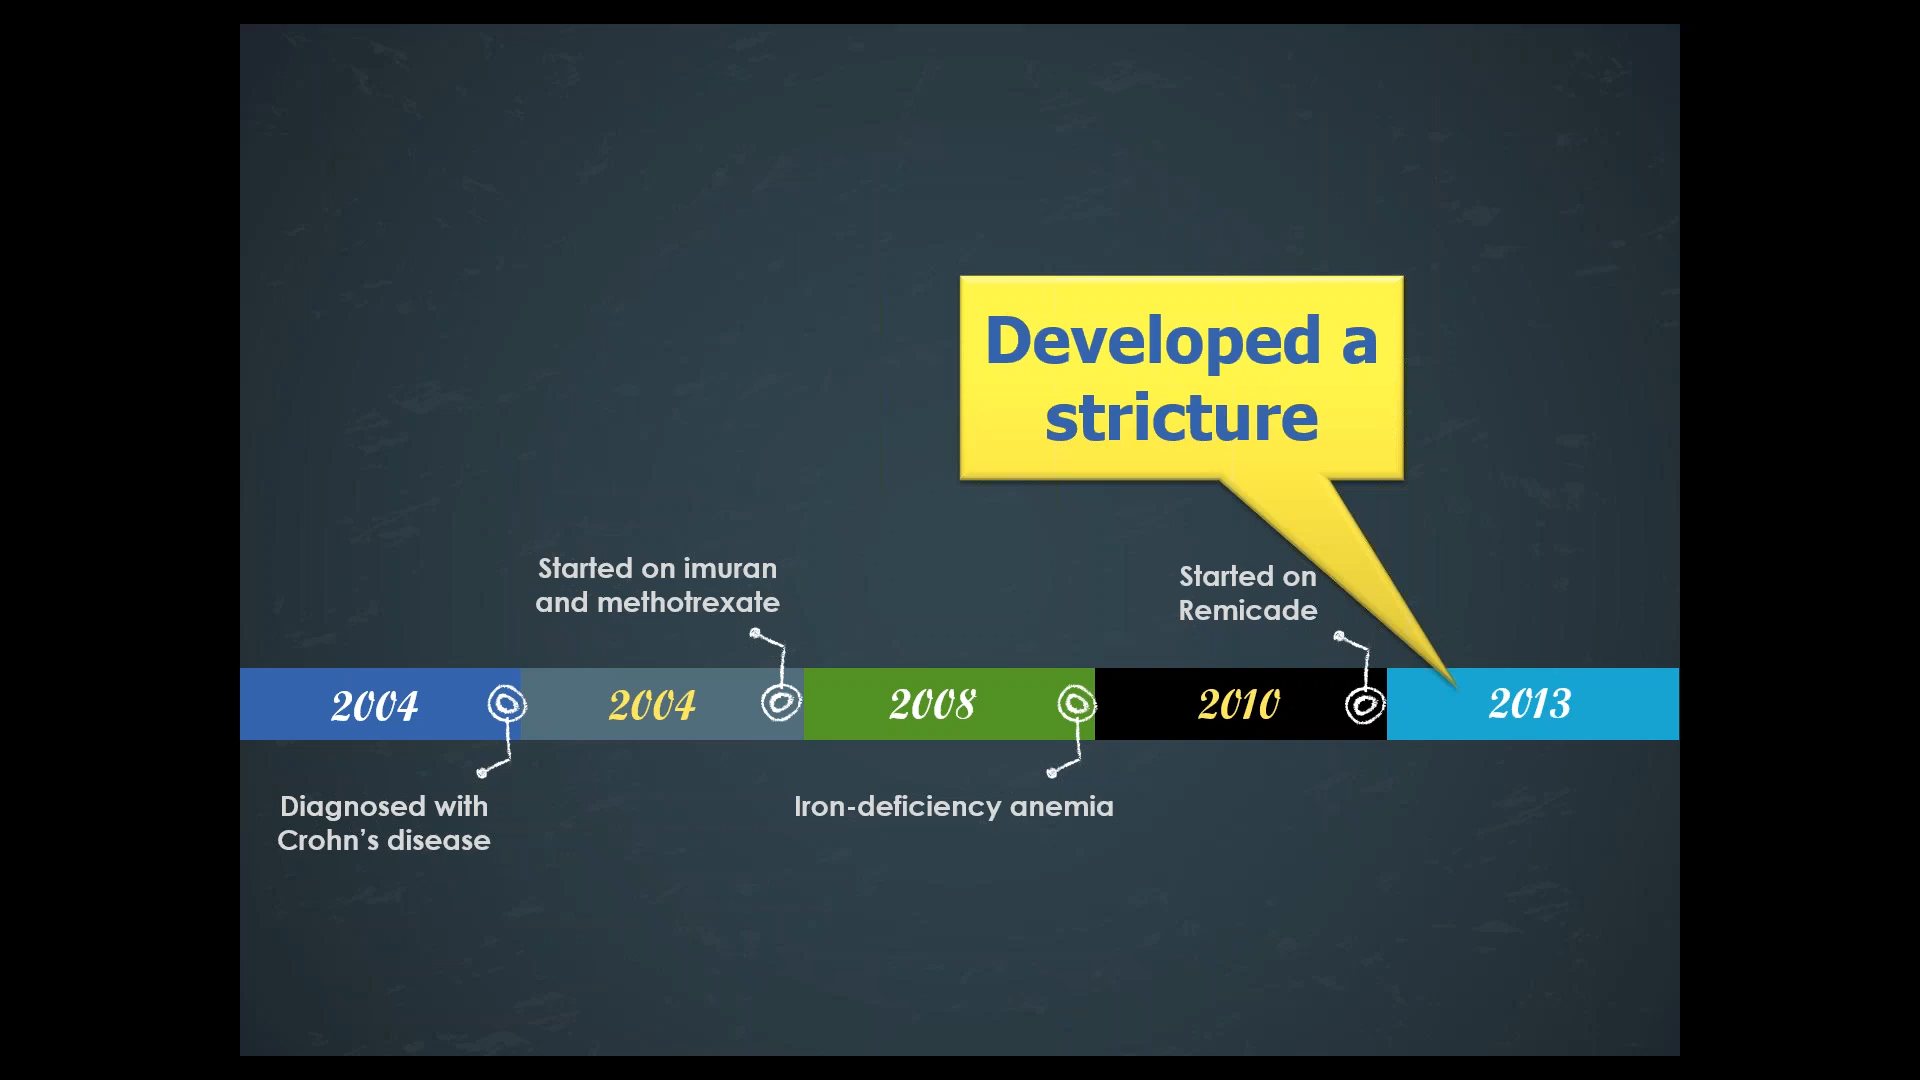 Developed a
stricture
Started on imuran
and methotrexate
Started on
Remicade
2004
2004
2008
2010
2013
Diagnosed with
Crohn’s disease
Iron-deficiency anemia